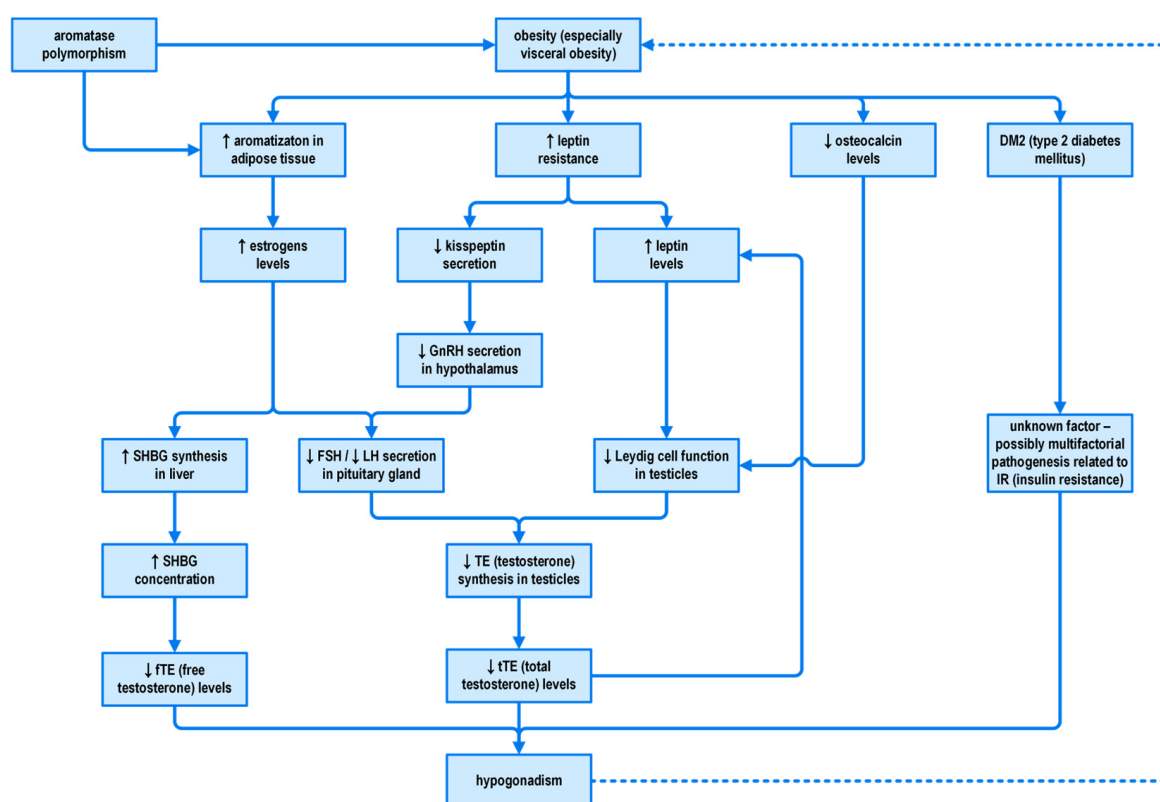 aromatase
polymorphism
obesity (especially
visceral obesity)
↑ aromatizaton in
adipose tissue
↑ leptin
resistance
↓ osteocalcin
levels
DM2 (type 2 diabetes
mellitus)
↑ estrogens
levels
↓ kisspeptin
secretion
↑ leptin
levels
↓ GnRH secretion
in hypothalamus
↑ SHBG synthesis
in liver
↓ FSH / ↓ LH secretion
in pituitary gland
↓ Leydig cell function
in testicles
unknown factor –
possibly multifactorial
pathogenesis related to
IR (insulin resistance)
↑ SHBG
concentration
↓ TE (testosterone)
synthesis in testicles
↓ fTE (free
testosterone) levels
↓ tTE (total
testosterone) levels
hypogonadism